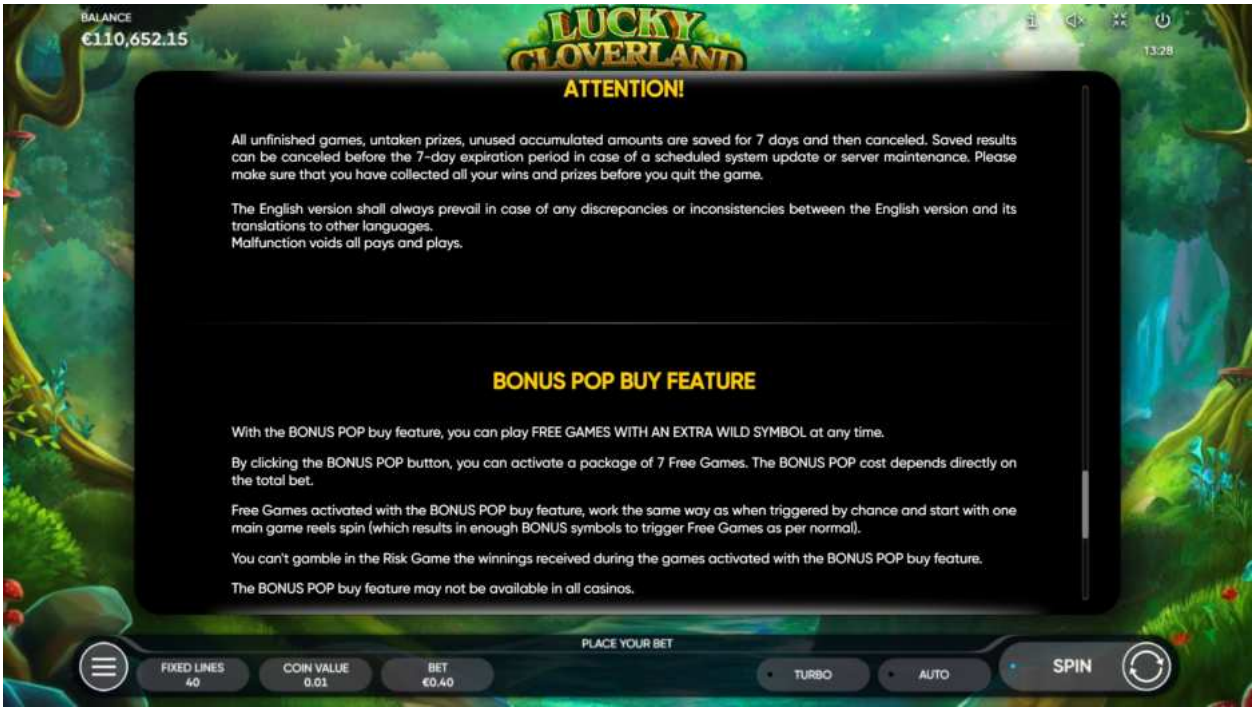 BALANCE
€110,652.15
LUCKY
CLOVERLAND
13:28
ATTENTION!
All unfinished games, untaken prizes, unused accumulated amounts are saved for 7 days and then canceled. Saved results
can be canceled before the 7-day expiration period in case of a scheduled system update or server maintenance. Please
make sure that you have collected all your wins and prizes before you quit the game.
The English version shall always prevail in case of any discrepancies or inconsistencies between the English version and its
translations to other languages.
Malfunction voids all pays and plays.
BONUS POP BUY FEATURE
With the BONUS POP buy feature, you can play FREE GAMES WITH AN EXTRA WILD SYMBOL at any time.
By clicking the BONUS POP button, you can activate a package of 7 Free Games. The BONUS POP cost depends directly on
the total bet.
Free Games activated with the BONUS POP buy feature, work the same way as when triggered by chance and start with one
main game reels spin (which results in enough BONUS symbols to trigger Free Games as per normal).
You can't gamble in the Risk Game the winnings received during the games activated with the BONUS POP buy feature.
The BONUS POP buy feature may not be available in all casinos.
PLACE YOUR BET
FIXED LINES
40
COIN VALUE
0.01
BET
€0.40
TURBO
AUTO
SPIN